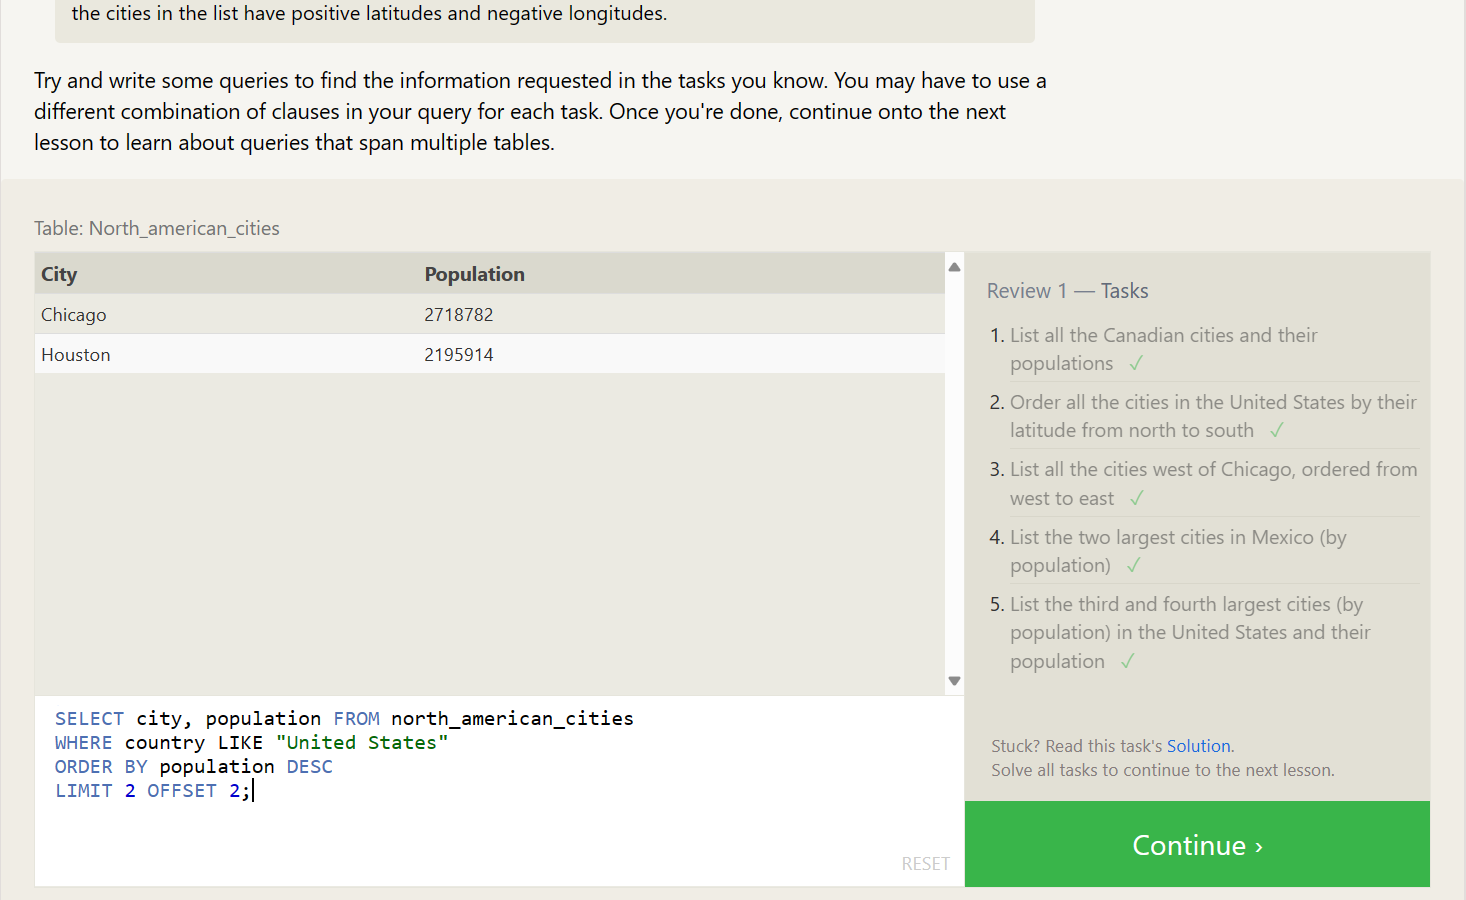 the cities in the list have positive latitudes and negative longitudes.
Try and write some queries to find the information requested in the tasks you know. You may have to use a
different combination of clauses in your query for each task. Once you're done, continue onto the next
lesson to learn about queries that span multiple tables.
Table: North_american_cities
City Population
Chicago 2718782
Houston 2195914
SELECT city, population FROM north_american_cities
WHERE country LIKE "United States"
ORDER BY population DESC
LIMIT 2 OFFSET 2;
RESET
Review 1 — Tasks
1. List all the Canadian cities and their
populations ✓
2. Order all the cities in the United States by their
latitude from north to south ✓
3. List all the cities west of Chicago, ordered from
west to east ✓
4. List the two largest cities in Mexico (by
population) ✓
5. List the third and fourth largest cities (by
population) in the United States and their
population ✓
Stuck? Read this task's Solution.
Solve all tasks to continue to the next lesson.
Continue ›